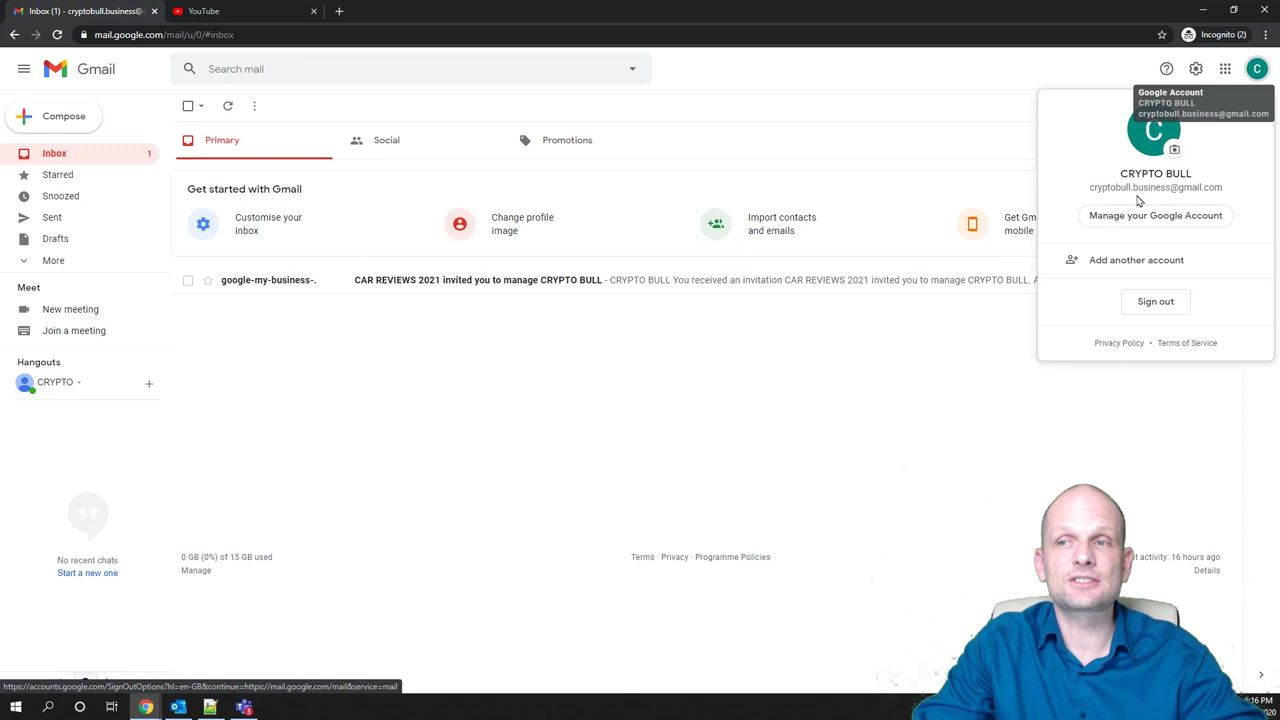 Inbox (1) - cryptobull.business@
YouTube
mail.google.com/mail/u/0/#inbox
Incognito (2)
Gmail
Search mail
C
Google Account
CRYPTO BULL
cryptobull.business@gmail.com
Compose
Primary
Social
Promotions
C
CRYPTO BULL
cryptobull.business@gmail.com
Manage your Google Account
Add another account
Sign out
Privacy Policy • Terms of Service
Inbox 1
Starred
Snoozed
Sent
Drafts
More
Get started with Gmail
Customise your
inbox
Change profile
image
Import contacts
and emails
Get Gm
mobile
google-my-business-. CAR REVIEWS 2021 invited you to manage CRYPTO BULL - CRYPTO BULL You received an invitation CAR REVIEWS 2021 invited you to manage CRYPTO BULL. A
Meet
New meeting
Join a meeting
Hangouts
CRYPTO
No recent chats
Start a new one
0 GB (0%) of 15 GB used
Manage
Terms · Privacy · Programme Policies
t activity: 16 hours ago
Details
https://accounts.google.com/SignOutOptions?hl=en-GB&continue=https://mail.google.com/mail&service=mail
3
:16 PM
2020